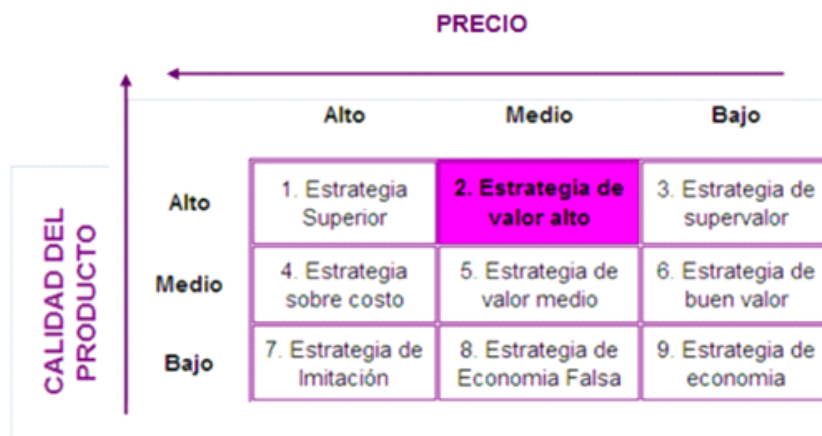 PRECIO
Alto
Medio
Bajo
CALIDAD DEL
PRODUCTO
Alto
1. Estrategia
Superior
2. Estrategia de
valor alto
3. Estrategia de
supervalor
Medio
4. Estrategia
sobre costo
5. Estrategia de
valor medio
6. Estrategia de
buen valor
Bajo
7. Estrategia de
Imitación
8. Estrategia de
Economia Falsa
9. Estrategia de
economia